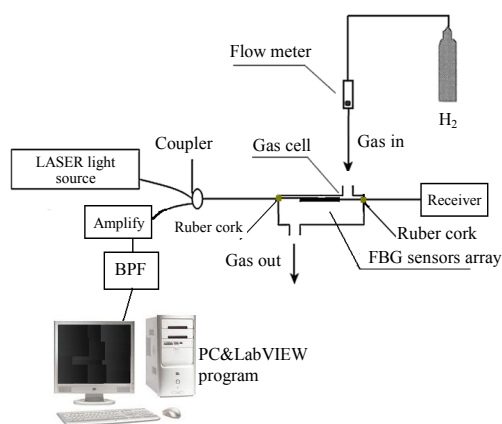 Flow meter
H2
Coupler
Gas cell
Gas in
LASER light
source
Receiver
Amplify
Ruber cork
Ruber cork
BPF
Gas out
FBG sensors array
PC&LabVIEW
program